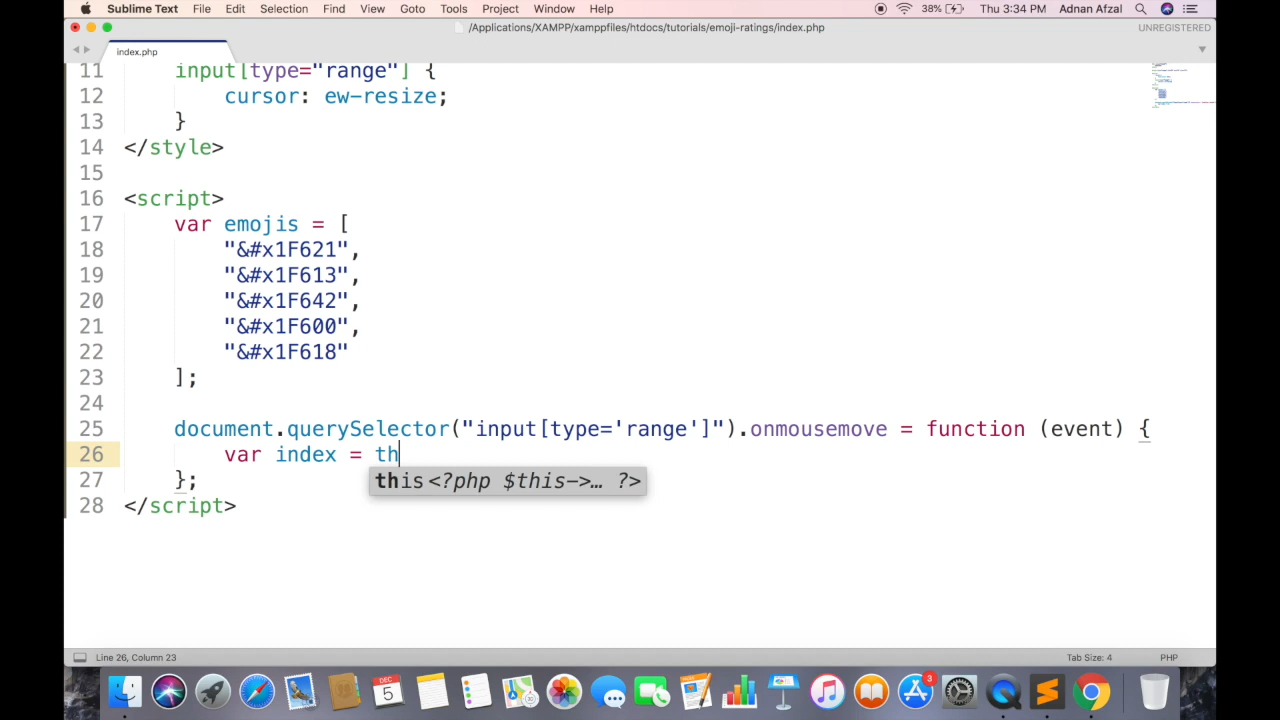 Sublime Text File Edit Selection Find View Goto Tools Project Window Help 38% Thu 3:34 PM Adnan Afzal
/Applications/XAMPP/xamppfiles/htdocs/tutorials/emoji-ratings/index.php UNREGISTERED
index.php
11 input[type="range"] {
12 cursor: ew-resize;
13 }
14 </style>
15
16 <script>
17 var emojis = [
18 "&#x1F621",
19 "&#x1F613",
20 "&#x1F642",
21 "&#x1F600",
22 "&#x1F618"
23 ];
24
25 document.querySelector("input[type='range']").onmousemove = function (event) {
26 var index = th
this <?php $this->… ?>
27 };
28 </script>
Line 26, Column 23 Tab Size: 4 PHP
DEC
5
3